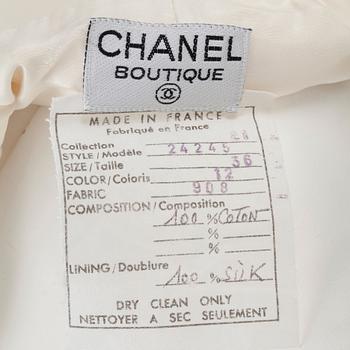 CHANEL
BOUTIQUE
MADE IN FRANCE
Fabriqué en France
Collection
STYLE/Modèle 24245
SIZE/Taille 36
COLOR/Coloris 12
FABRIC 908
COMPOSITION/Composition
100 % COTON
%
%
LINING/Doublure
100 % SILK
DRY CLEAN ONLY
NETTOYER A SEC SEULEMENT